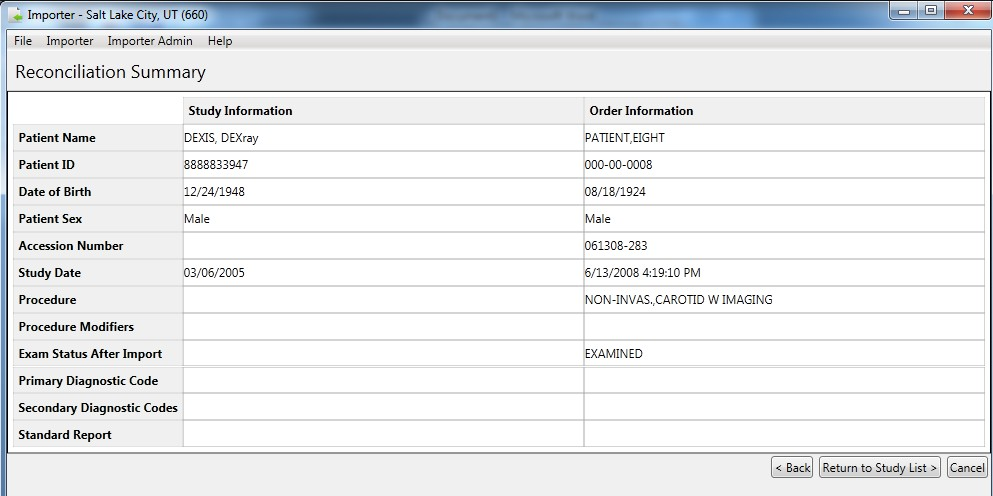 Importer - Salt Lake City, UT (660)
File Importer Importer Admin Help
Reconciliation Summary
Study Information Order Information
Patient Name DEXIS, DEXray PATIENT,EIGHT
Patient ID 8888833947 000-00-0008
Date of Birth 12/24/1948 08/18/1924
Patient Sex Male Male
Accession Number 061308-283
Study Date 03/06/2005 6/13/2008 4:19:10 PM
Procedure NON-INVAS.,CAROTID W IMAGING
Procedure Modifiers
Exam Status After Import EXAMINED
Primary Diagnostic Code
Secondary Diagnostic Codes
Standard Report
< Back Return to Study List > Cancel